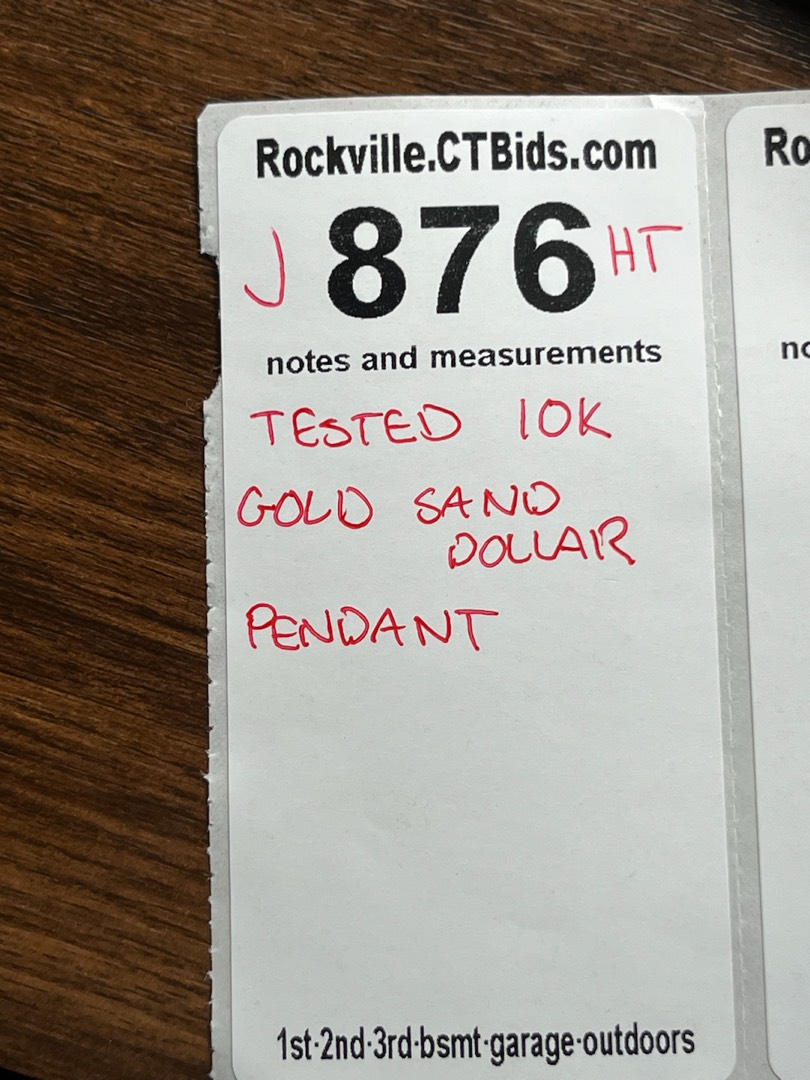 Rockville.CTBids.com
J 876 HT
notes and measurements
TESTED 10K
GOLD SAND
DOLLAR
PENDANT
1st·2nd·3rd·bsmt·garage·outdoors
Ro